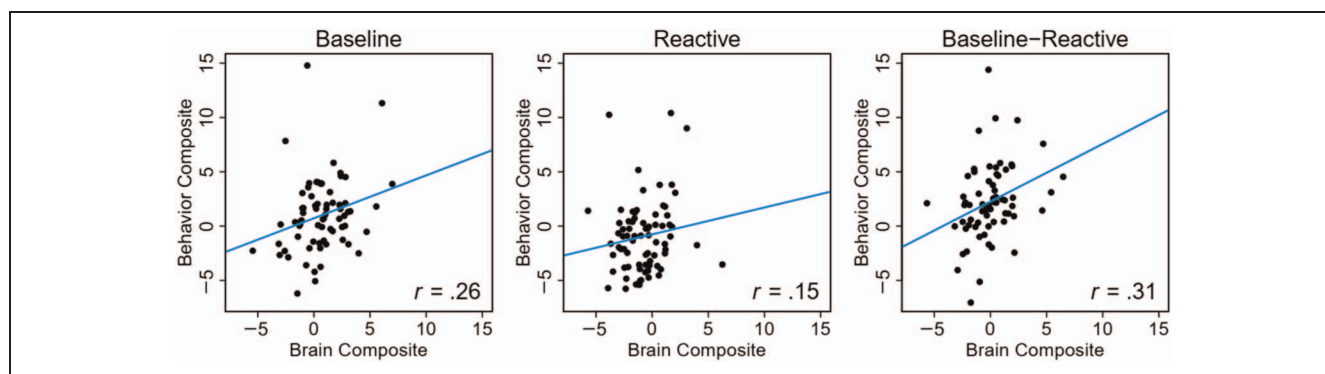 Baseline
Reactive
Baseline−Reactive
Behavior Composite
15
10
5
0
−5
r = .26
−5 0 5 10 15
Brain Composite
Behavior Composite
15
10
5
0
−5
r = .15
−5 0 5 10 15
Brain Composite
Behavior Composite
15
10
5
0
−5
r = .31
−5 0 5 10 15
Brain Composite